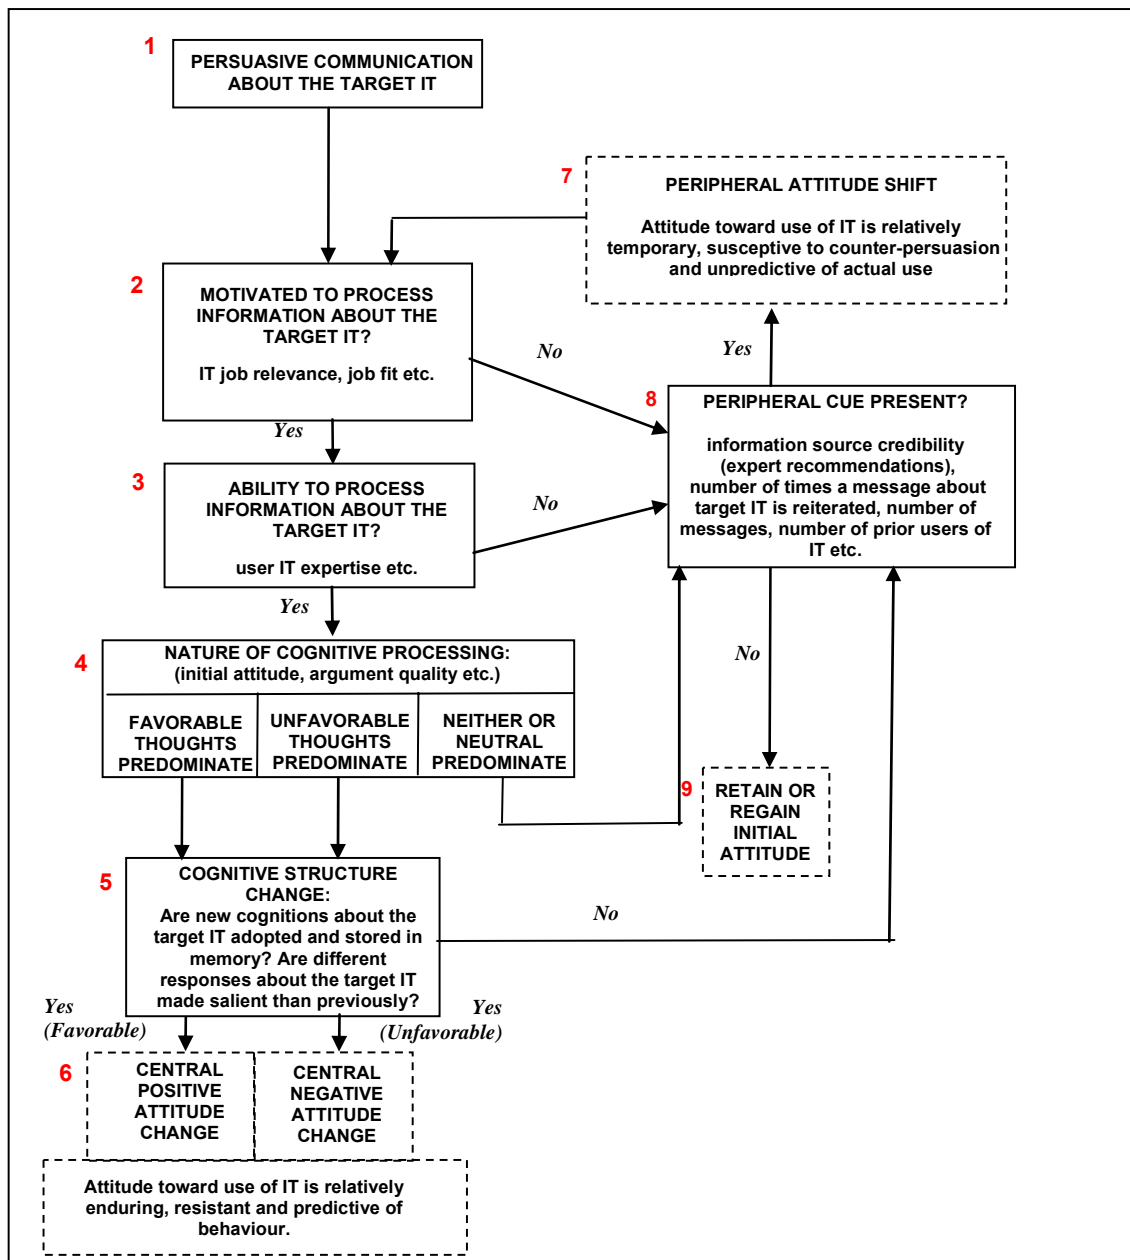 1
PERSUASIVE COMMUNICATION
ABOUT THE TARGET IT
7
PERIPHERAL ATTITUDE SHIFT
Attitude toward use of IT is relatively
temporary, susceptive to counter-persuasion
and unpredictive of actual use
2
MOTIVATED TO PROCESS
INFORMATION ABOUT THE
TARGET IT?
IT job relevance, job fit etc.
No
Yes
8
PERIPHERAL CUE PRESENT?
information source credibility
(expert recommendations),
number of times a message about
target IT is reiterated, number of
messages, number of prior users of
IT etc.
Yes
3
ABILITY TO PROCESS
INFORMATION ABOUT THE
TARGET IT?
user IT expertise etc.
No
Yes
4
NATURE OF COGNITIVE PROCESSING:
(initial attitude, argument quality etc.)
FAVORABLE
THOUGHTS
PREDOMINATE
UNFAVORABLE
THOUGHTS
PREDOMINATE
NEITHER OR
NEUTRAL
PREDOMINATE
No
9
RETAIN OR
REGAIN
INITIAL
ATTITUDE
5
COGNITIVE STRUCTURE
CHANGE:
Are new cognitions about the
target IT adopted and stored in
memory? Are different
responses about the target IT
made salient than previously?
No
Yes
(Favorable)
Yes
(Unfavorable)
6
CENTRAL
POSITIVE
ATTITUDE
CHANGE
CENTRAL
NEGATIVE
ATTITUDE
CHANGE
Attitude toward use of IT is relatively
enduring, resistant and predictive of
behaviour.